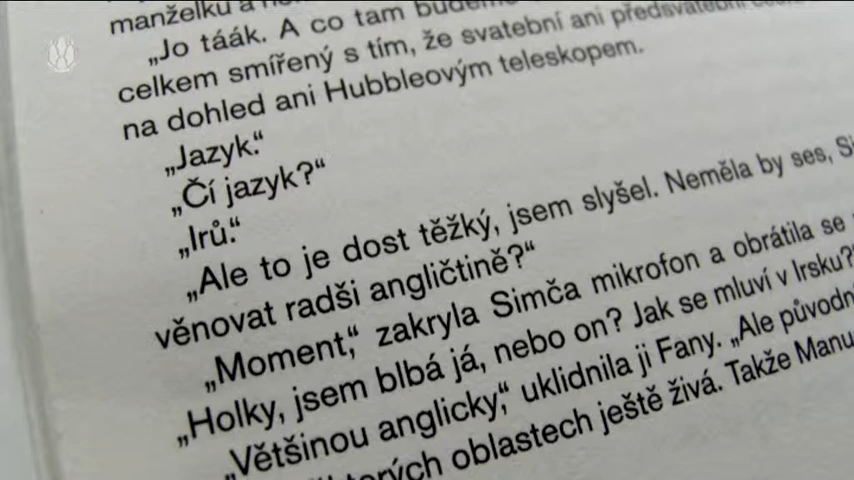 manželku a
„Jo táák. A co tam budeme
celkem smířený s tím, že svatební ani předsvatební
na dohled ani Hubbleovým teleskopem.
„Jazyk.“
„Čí jazyk?“
„Irů.“
„Ale to je dost těžký, jsem slyšel. Neměla by ses,
věnovat radši angličtině?“
„Moment,“ zakryla Simča mikrofon a obrátila se
„Holky, jsem blbá já, nebo on? Jak se mluví v Irsku?“
„Většinou anglicky,“ uklidnila ji Fany. „Ale původn
oblastech ještě živá. Takže Manu